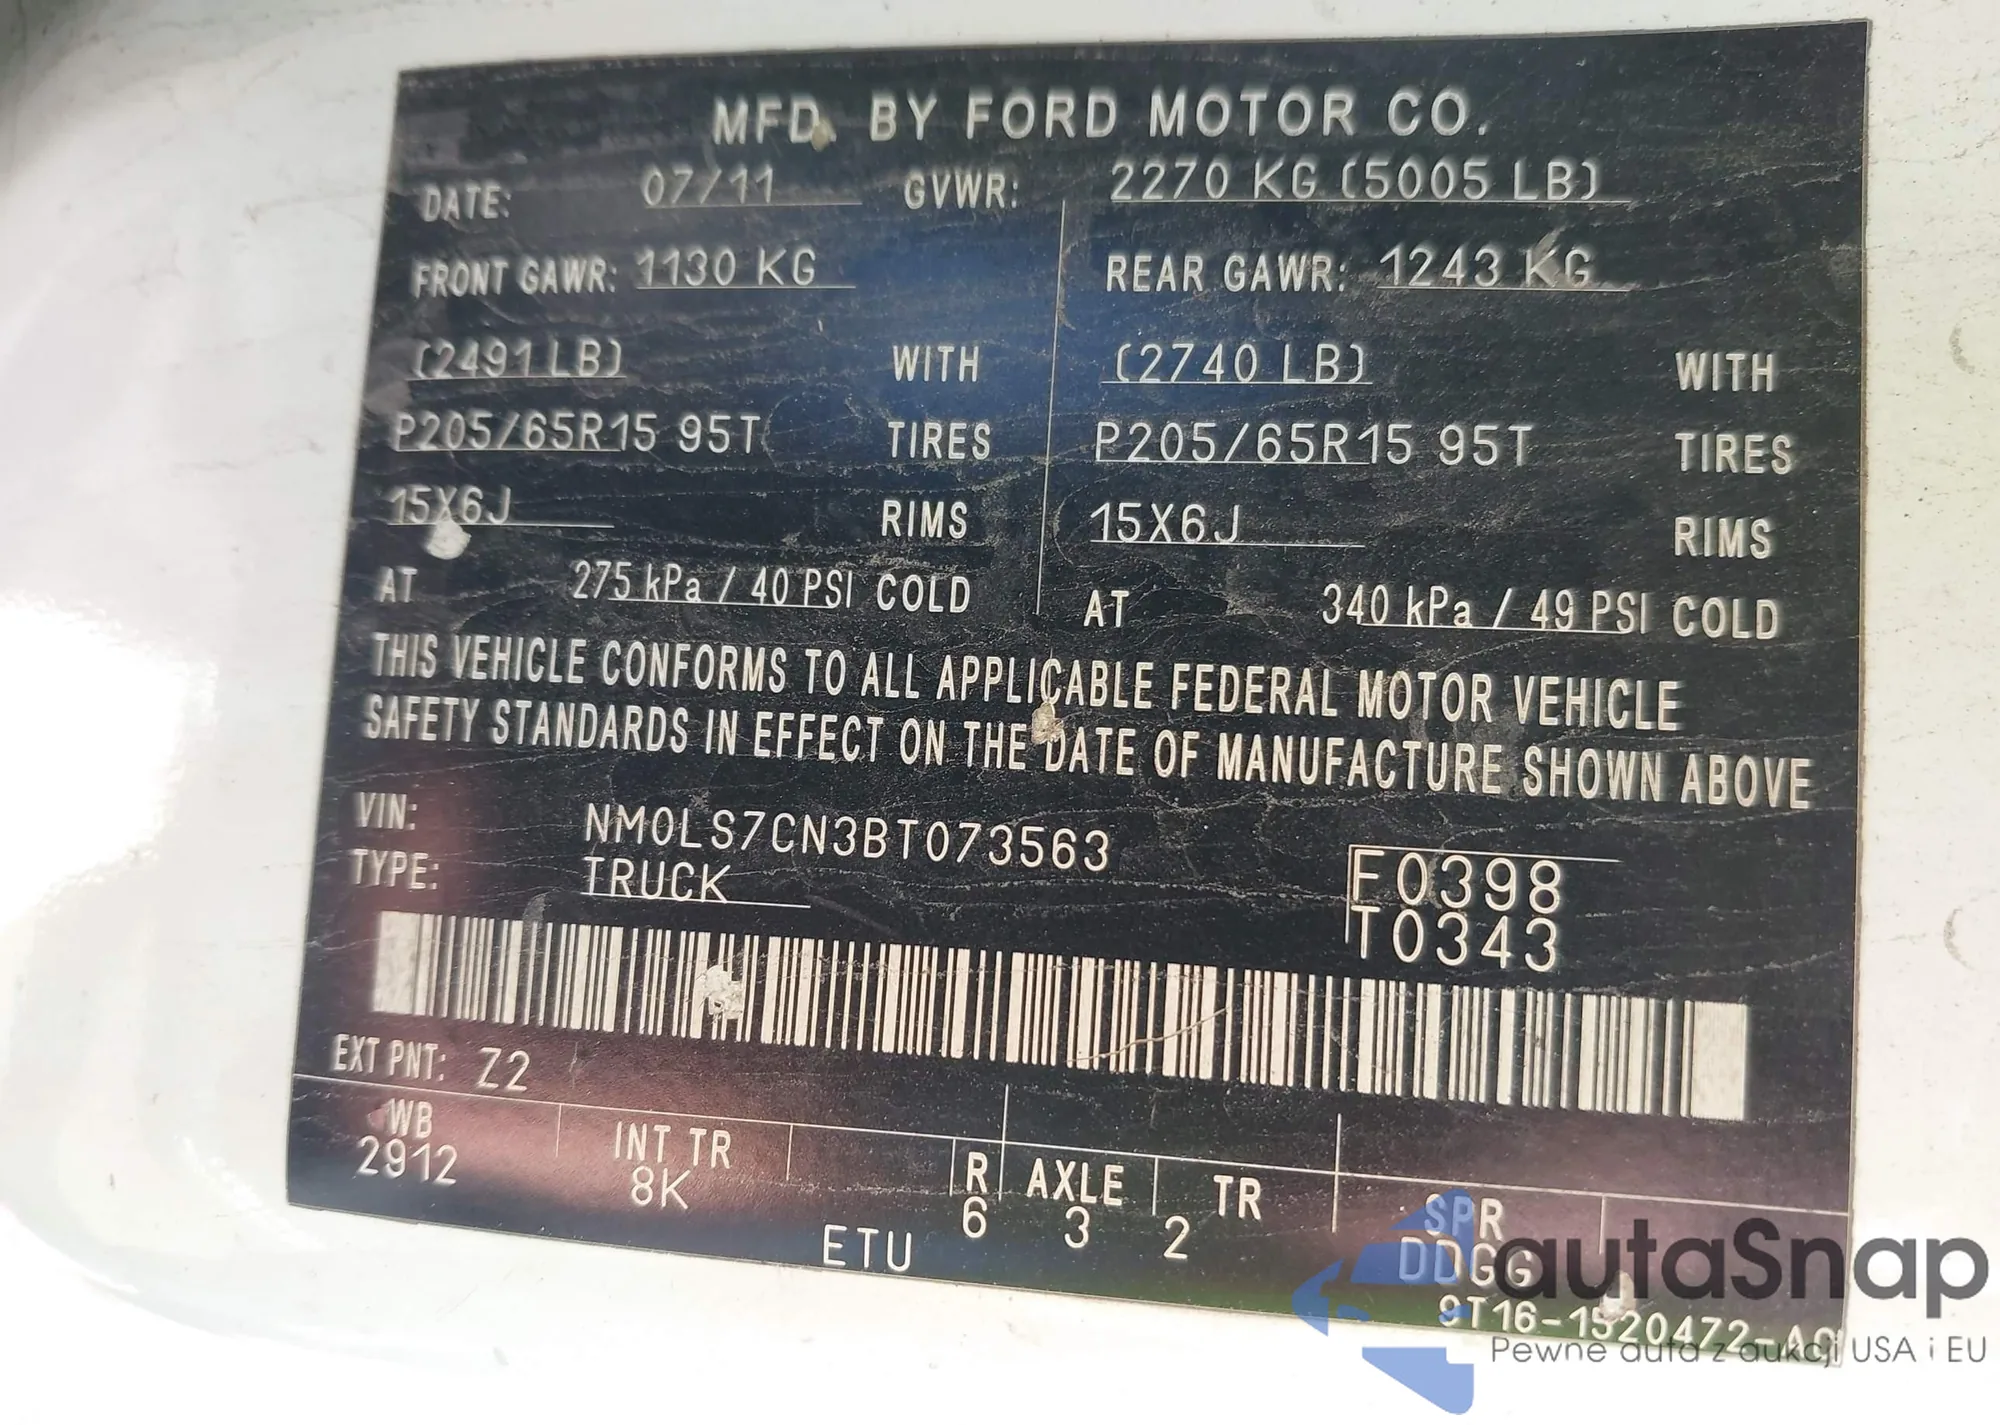 MFD. BY FORD MOTOR CO.
DATE: 07/11 GVWR: 2270 KG (5005 LB)
FRONT GAWR: 1130 KG REAR GAWR: 1243 KG
(2491 LB) WITH (2740 LB) WITH
P205/65R15 95T TIRES P205/65R15 95T TIRES
15X6J RIMS 15X6J RIMS
AT 275 kPa / 40 PSI COLD AT 340 kPa / 49 PSI COLD
THIS VEHICLE CONFORMS TO ALL APPLICABLE FEDERAL MOTOR VEHICLE
SAFETY STANDARDS IN EFFECT ON THE DATE OF MANUFACTURE SHOWN ABOVE
VIN: NM0LS7CN3BT073563
TYPE: TRUCK
F0398
T0343
EXT PNT: Z2
WB INT TR R AXLE TR SPR
2912 8K 6 3 2 DDGG
ETU
9T16-1520472-AC
autaSnap
Pewne auta z aukcji USA i EU